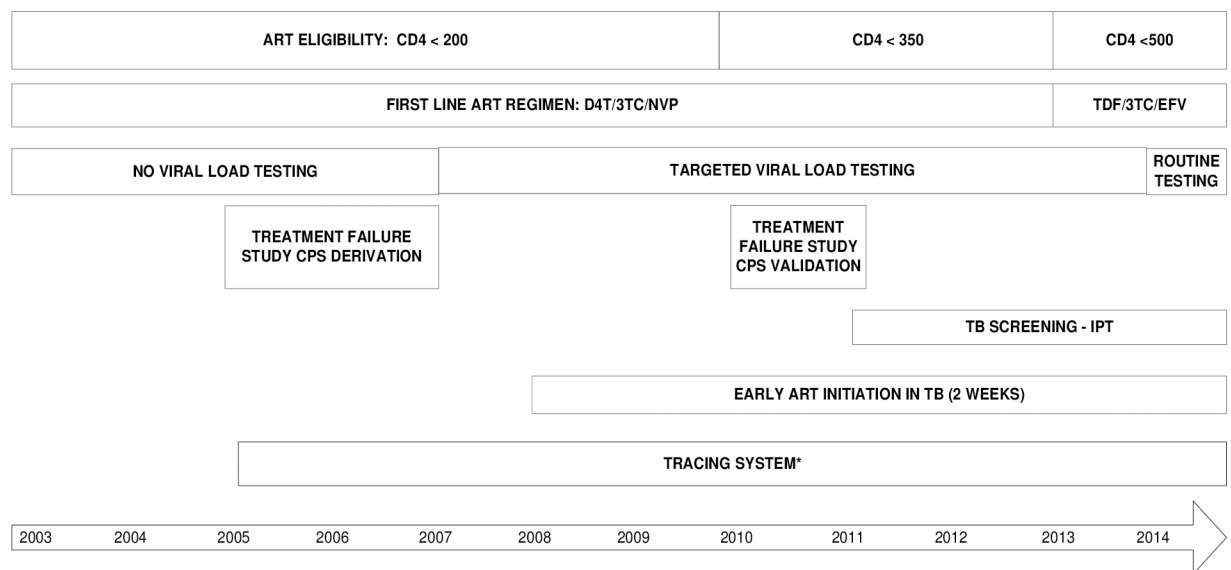 ART ELIGIBILITY: CD4 < 200
CD4 < 350
CD4 <500
FIRST LINE ART REGIMEN: D4T/3TC/NVP
TDF/3TC/EFV
NO VIRAL LOAD TESTING
TARGETED VIRAL LOAD TESTING
ROUTINE
TESTING
TREATMENT FAILURE
STUDY CPS DERIVATION
TREATMENT
FAILURE STUDY
CPS VALIDATION
TB SCREENING - IPT
EARLY ART INITIATION IN TB (2 WEEKS)
TRACING SYSTEM*
2003 2004 2005 2006 2007 2008 2009 2010 2011 2012 2013 2014